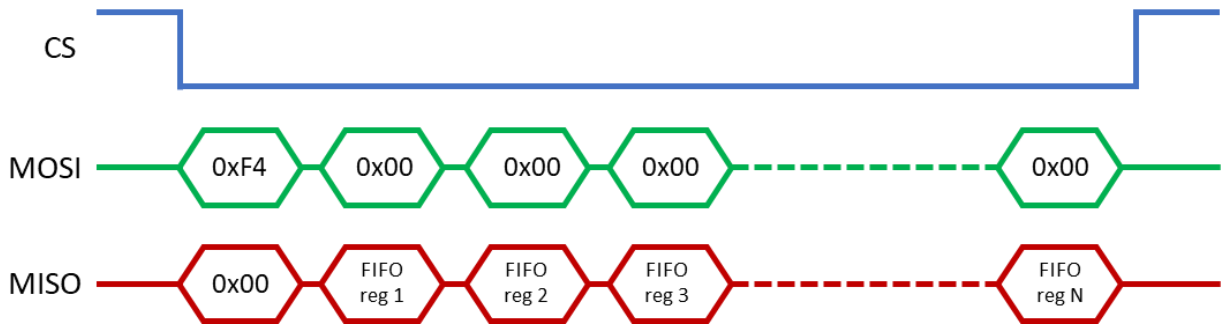 CS
MOSI
0xF4
0x00
0x00
0x00
0x00
MISO
0x00
FIFO
reg 1
FIFO
reg 2
FIFO
reg 3
FIFO
reg N